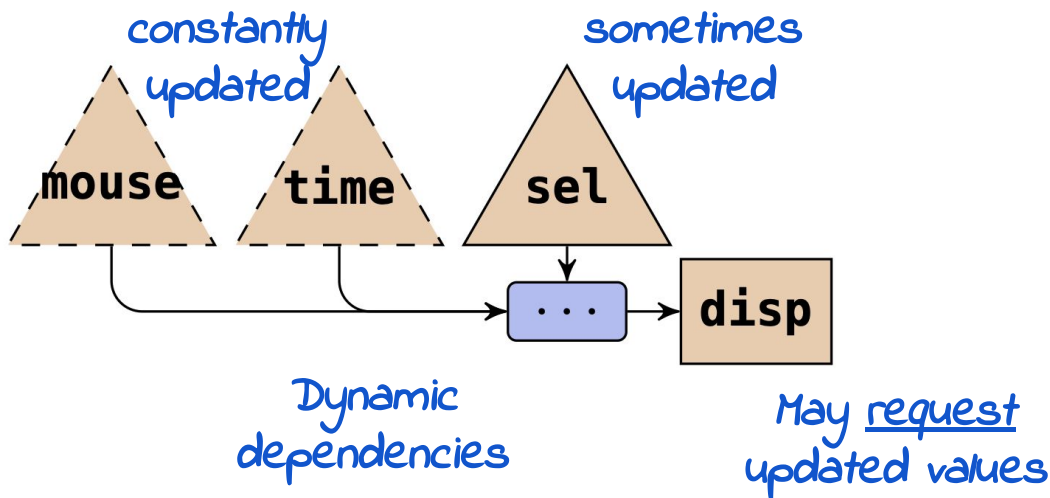 constantly
updated
sometimes
updated
mouse
time
sel
...
disp
Dynamic
dependencies
May request
updated values